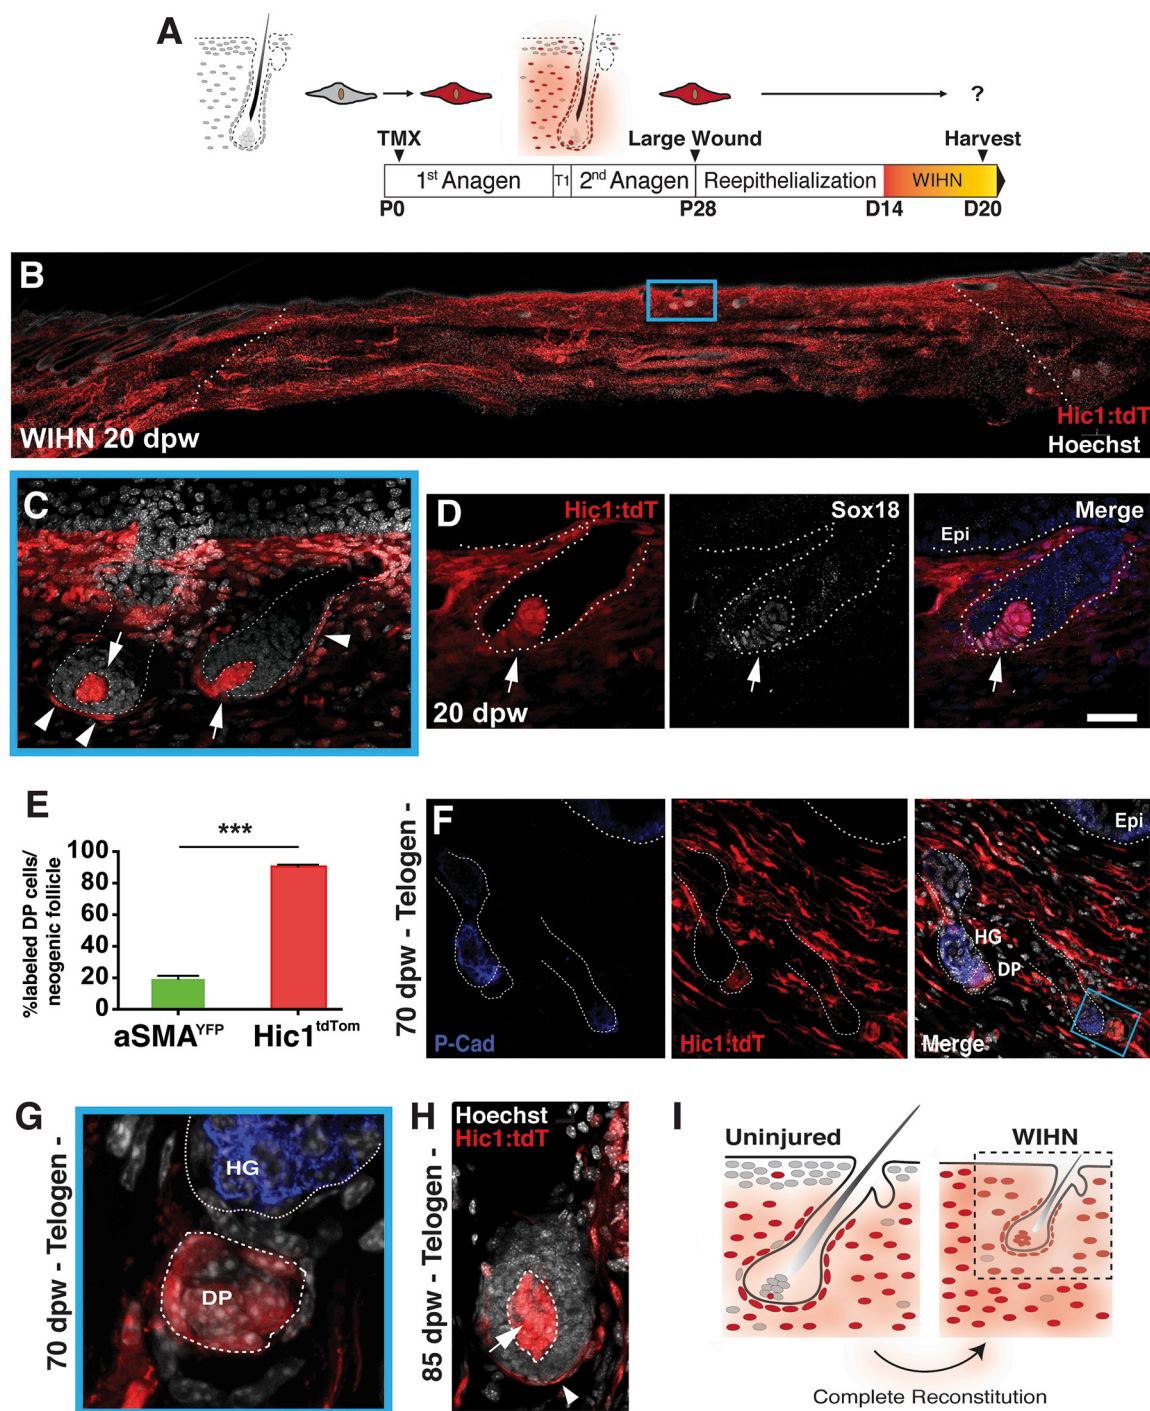 A
?
TMX
Large Wound
Harvest
1st Anagen
T1
2nd Anagen
Reepithelialization
WIHN
P0
P28
D14
D20
B
WIHN 20 dpw
Hic1:tdT
Hoechst
C
D
Hic1:tdT
20 dpw
Sox18
Merge
Epi
E
***
%labeled DP cells/
neogenic follicle
100
80
60
40
20
0
aSMAYFP
Hic1tdTom
70 dpw - Telogen -
F
P-Cad
Hic1:tdT
Epi
HG
DP
Merge
G
70 dpw - Telogen -
HG
DP
H
85 dpw - Telogen -
Hoechst
Hic1:tdT
I
Uninjured
WIHN
Complete Reconstitution